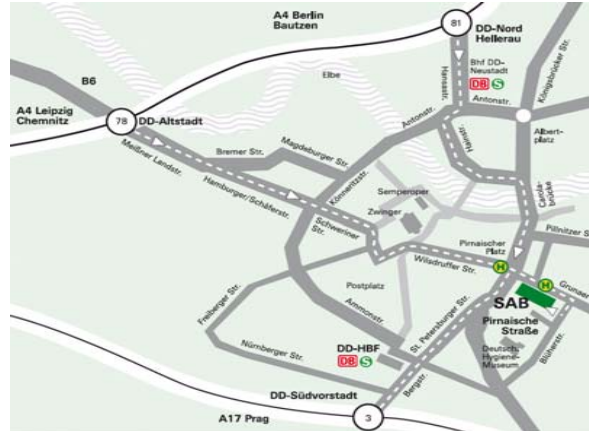 A4 Berlin
Bautzen
81
DD-Nord
Hellerau
B6
Elbe
Hansastr.
Bhf DD-
Neustadt
DB S
Königsbrücker Str.
A4 Leipzig
Chemnitz
78
DD-Altstadt
Antonstr.
Antonstr.
Albert-
platz
Meißner Landstr.
Bremer Str.
Magdeburger Str.
Hainstr.
Hamburger/Schäferstr.
Könneritzstr.
Semperoper
Zwinger
Carola-
brücke
Schweriner
Str.
Pirnaischer
Platz
Pillnitzer S
Wilsdruffer Str.
H
H
Grunaer
Postplatz
SAB
Pirnaische
Straße
Freiberger Str.
Ammonstr.
St. Petersburger Str.
Nürnberger Str.
DD-HBF
DB S
Deutsch.
Hygiene-
Museum
Blüherstr.
Bergstr.
DD-Südvorstadt
3
A17 Prag